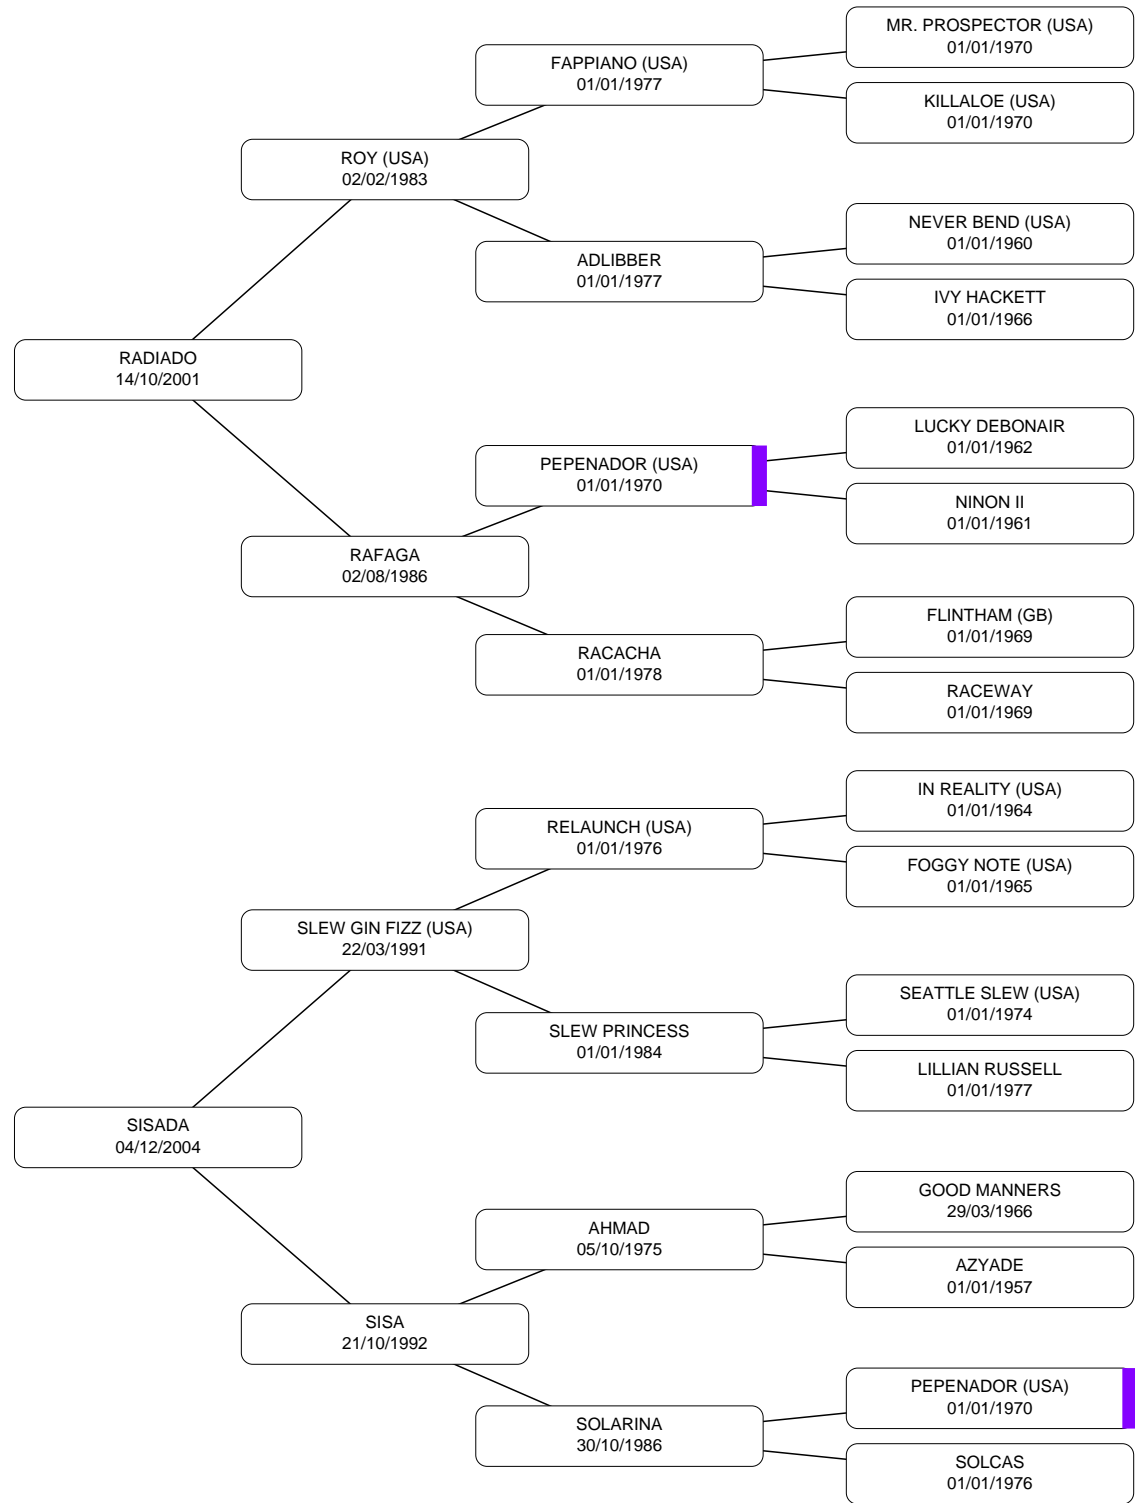 MR. PROSPECTOR (USA)
01/01/1970
FAPPIANO (USA)
01/01/1977
KILLALOE (USA)
01/01/1970
ROY (USA)
02/02/1983
NEVER BEND (USA)
01/01/1960
ADLIBBER
01/01/1977
IVY HACKETT
01/01/1966
RADIADO
14/10/2001
LUCKY DEBONAIR
01/01/1962
PEPENADOR (USA)
01/01/1970
NINON II
01/01/1961
RAFAGA
02/08/1986
FLINTHAM (GB)
01/01/1969
RACACHA
01/01/1978
RACEWAY
01/01/1969
IN REALITY (USA)
01/01/1964
RELAUNCH (USA)
01/01/1976
FOGGY NOTE (USA)
01/01/1965
SLEW GIN FIZZ (USA)
22/03/1991
SEATTLE SLEW (USA)
01/01/1974
SLEW PRINCESS
01/01/1984
LILLIAN RUSSELL
01/01/1977
SISADA
04/12/2004
GOOD MANNERS
29/03/1966
AHMAD
05/10/1975
AZYADE
01/01/1957
SISA
21/10/1992
PEPENADOR (USA)
01/01/1970
SOLARINA
30/10/1986
SOLCAS
01/01/1976